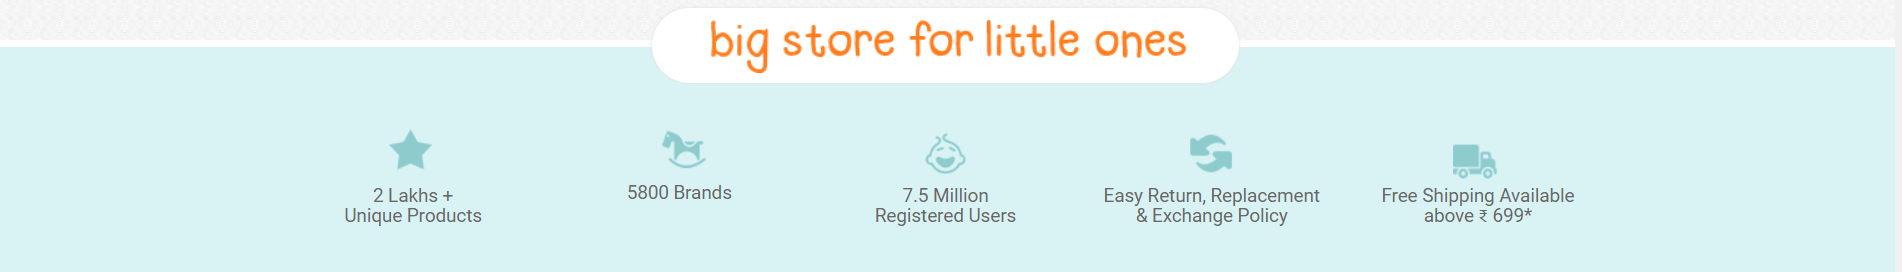 big store for little ones
2 Lakhs +
Unique Products
5800 Brands
7.5 Million
Registered Users
Easy Return, Replacement
& Exchange Policy
Free Shipping Available
above ₹ 699*